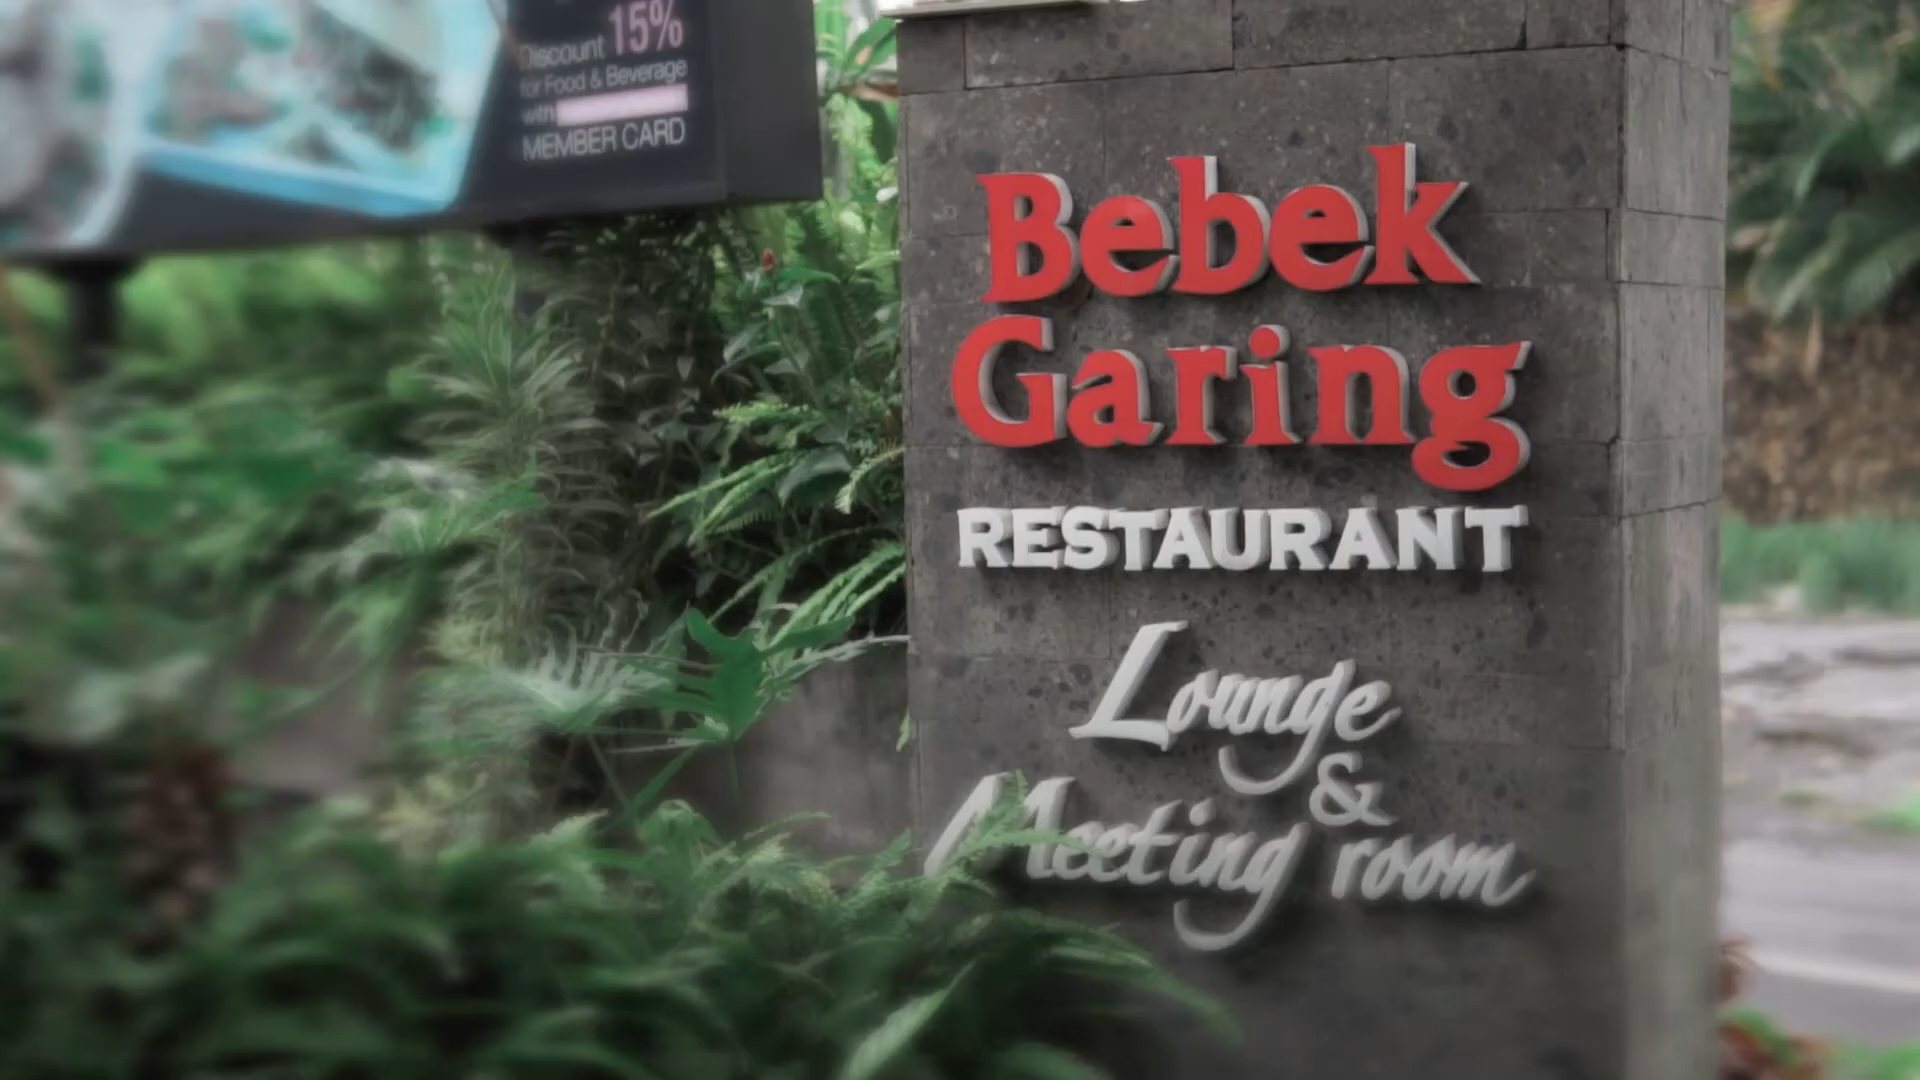 Discount 15%
for Food & Beverage
with
MEMBER CARD
Bebek
Garing
RESTAURANT
Lounge
&
Meeting room